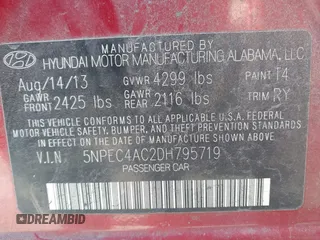 MANUFACTURED BY
HYUNDAI MOTOR MANUFACTURING ALABAMA, LLC
Aug/14/13 GVWR 4299 lbs PAINT T4
GAWR FRONT 2425 lbs GAWR REAR 2116 lbs TRIM RY
THIS VEHICLE CONFORMS TO ALL APPLICABLE
U.S.A. FEDERAL MOTOR VEHICLE SAFETY, BUMPER, AND
THEFT PREVENTION STANDARDS IN EFFECT ON THE DATE OF
MANUFACTURE SHOWN ABOVE.
V.I.N. 5NPEC4AC2DH795719
PASSENGER CAR
DREAMBID